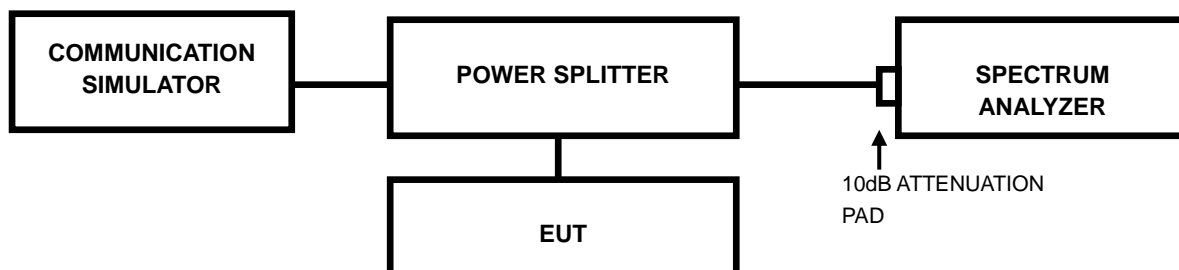 COMMUNICATION
SIMULATOR
POWER SPLITTER
SPECTRUM
ANALYZER
10dB ATTENUATION
PAD
EUT